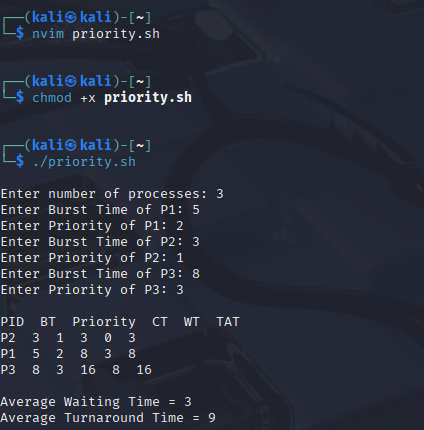 ┌──(kali㉿kali)-[~]
└─$ nvim priority.sh
┌──(kali㉿kali)-[~]
└─$ chmod +x priority.sh
┌──(kali㉿kali)-[~]
└─$ ./priority.sh
Enter number of processes: 3
Enter Burst Time of P1: 5
Enter Priority of P1: 2
Enter Burst Time of P2: 3
Enter Priority of P2: 1
Enter Burst Time of P3: 8
Enter Priority of P3: 3
PID  BT  Priority  CT  WT  TAT
P2  3  1  3  0  3
P1  5  2  8  3  8
P3  8  3  16  8  16
Average Waiting Time = 3
Average Turnaround Time = 9